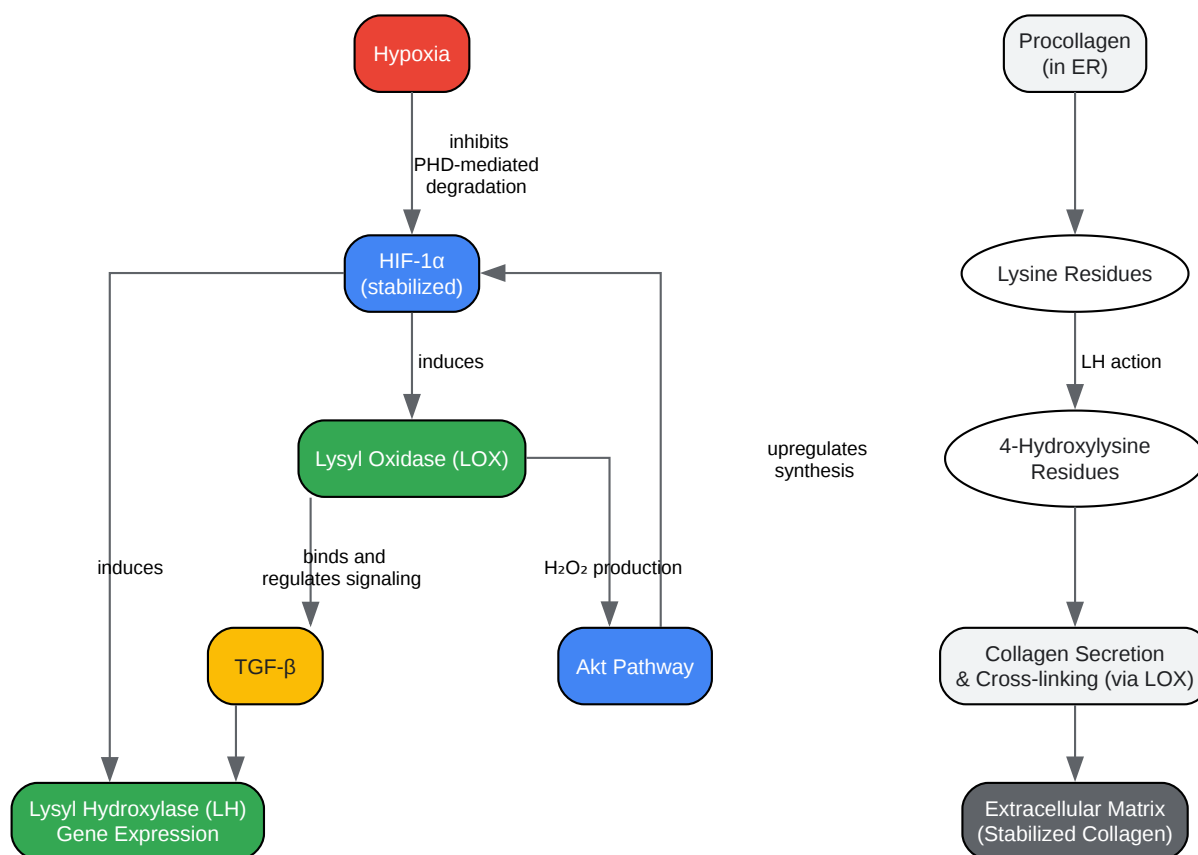 Hypoxia
inhibits
PHD-mediated
degradation
HIF-1α
(stabilized)
induces
Lysyl Oxidase (LOX)
upregulates
synthesis
induces
binds and
regulates signaling
H₂O₂ production
TGF-β
Akt Pathway
Lysyl Hydroxylase (LH)
Gene Expression
Procollagen
(in ER)
Lysine Residues
LH action
4-Hydroxylysine
Residues
Collagen Secretion
& Cross-linking (via LOX)
Extracellular Matrix
(Stabilized Collagen)